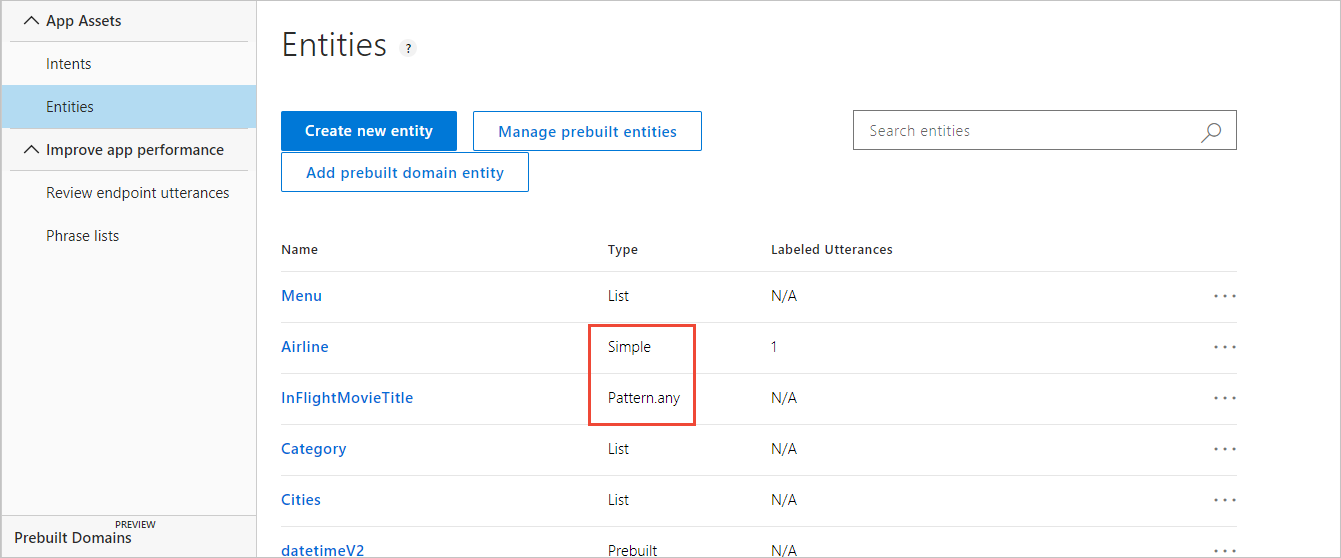 App Assets
Intents
Entities
Improve app performance
Review endpoint utterances
Phrase lists
PREVIEW
Prebuilt Domains
Entities ?
Create new entity
Manage prebuilt entities
Search entities
Add prebuilt domain entity
Name Type Labeled Utterances
Menu List N/A ...
Airline Simple 1 ...
InFlightMovieTitle Pattern.any N/A ...
Category List N/A ...
Cities List N/A ...
datetimeV2 Prebuilt N/A ...